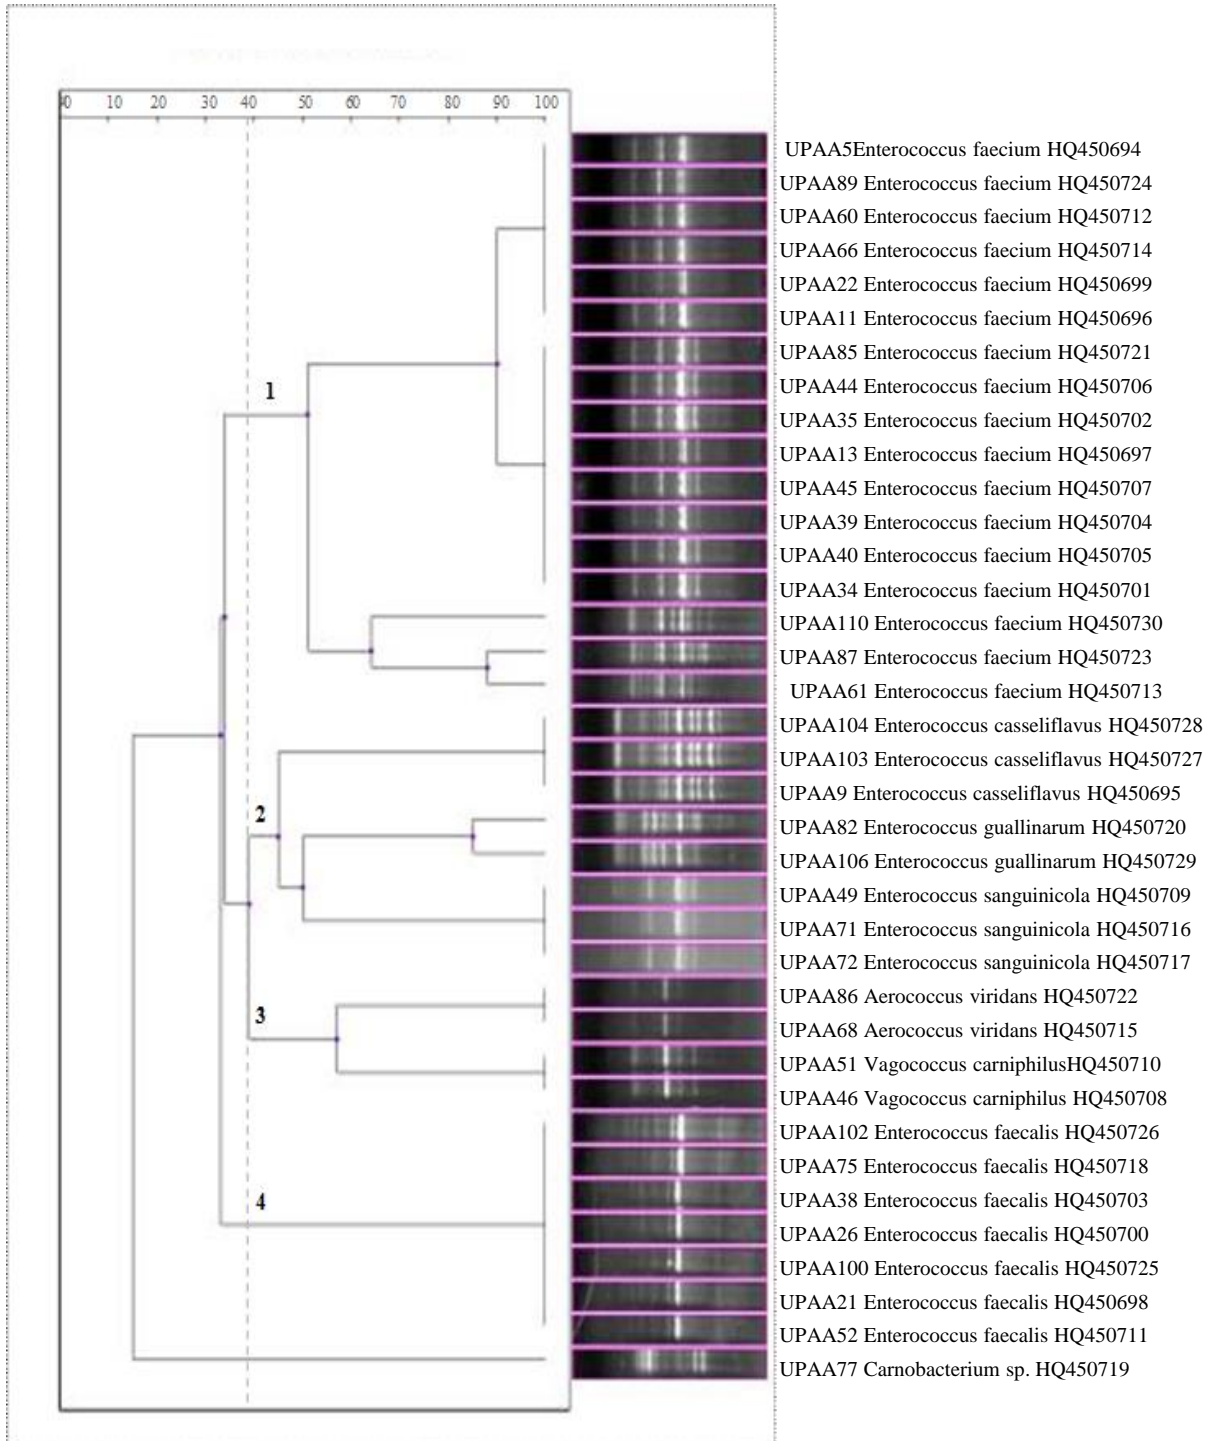 0 10 20 30 40 50 60 70 80 90 100
UPAA5Enterococcus faecium HQ450694
UPAA89 Enterococcus faecium HQ450724
UPAA60 Enterococcus faecium HQ450712
UPAA66 Enterococcus faecium HQ450714
UPAA22 Enterococcus faecium HQ450699
UPAA11 Enterococcus faecium HQ450696
UPAA85 Enterococcus faecium HQ450721
UPAA44 Enterococcus faecium HQ450706
1
UPAA35 Enterococcus faecium HQ450702
UPAA13 Enterococcus faecium HQ450697
UPAA45 Enterococcus faecium HQ450707
UPAA39 Enterococcus faecium HQ450704
UPAA40 Enterococcus faecium HQ450705
UPAA34 Enterococcus faecium HQ450701
UPAA110 Enterococcus faecium HQ450730
UPAA87 Enterococcus faecium HQ450723
UPAA61 Enterococcus faecium HQ450713
UPAA104 Enterococcus casseliflavus HQ450728
UPAA103 Enterococcus casseliflavus HQ450727
UPAA9 Enterococcus casseliflavus HQ450695
2
UPAA82 Enterococcus guallinarum HQ450720
UPAA106 Enterococcus guallinarum HQ450729
UPAA49 Enterococcus sanguinicola HQ450709
UPAA71 Enterococcus sanguinicola HQ450716
UPAA72 Enterococcus sanguinicola HQ450717
UPAA86 Aerococcus viridans HQ450722
3
UPAA68 Aerococcus viridans HQ450715
UPAA51 Vagococcus carniphilusHQ450710
UPAA46 Vagococcus carniphilus HQ450708
UPAA102 Enterococcus faecalis HQ450726
UPAA75 Enterococcus faecalis HQ450718
4
UPAA38 Enterococcus faecalis HQ450703
UPAA26 Enterococcus faecalis HQ450700
UPAA100 Enterococcus faecalis HQ450725
UPAA21 Enterococcus faecalis HQ450698
UPAA52 Enterococcus faecalis HQ450711
UPAA77 Carnobacterium sp. HQ450719